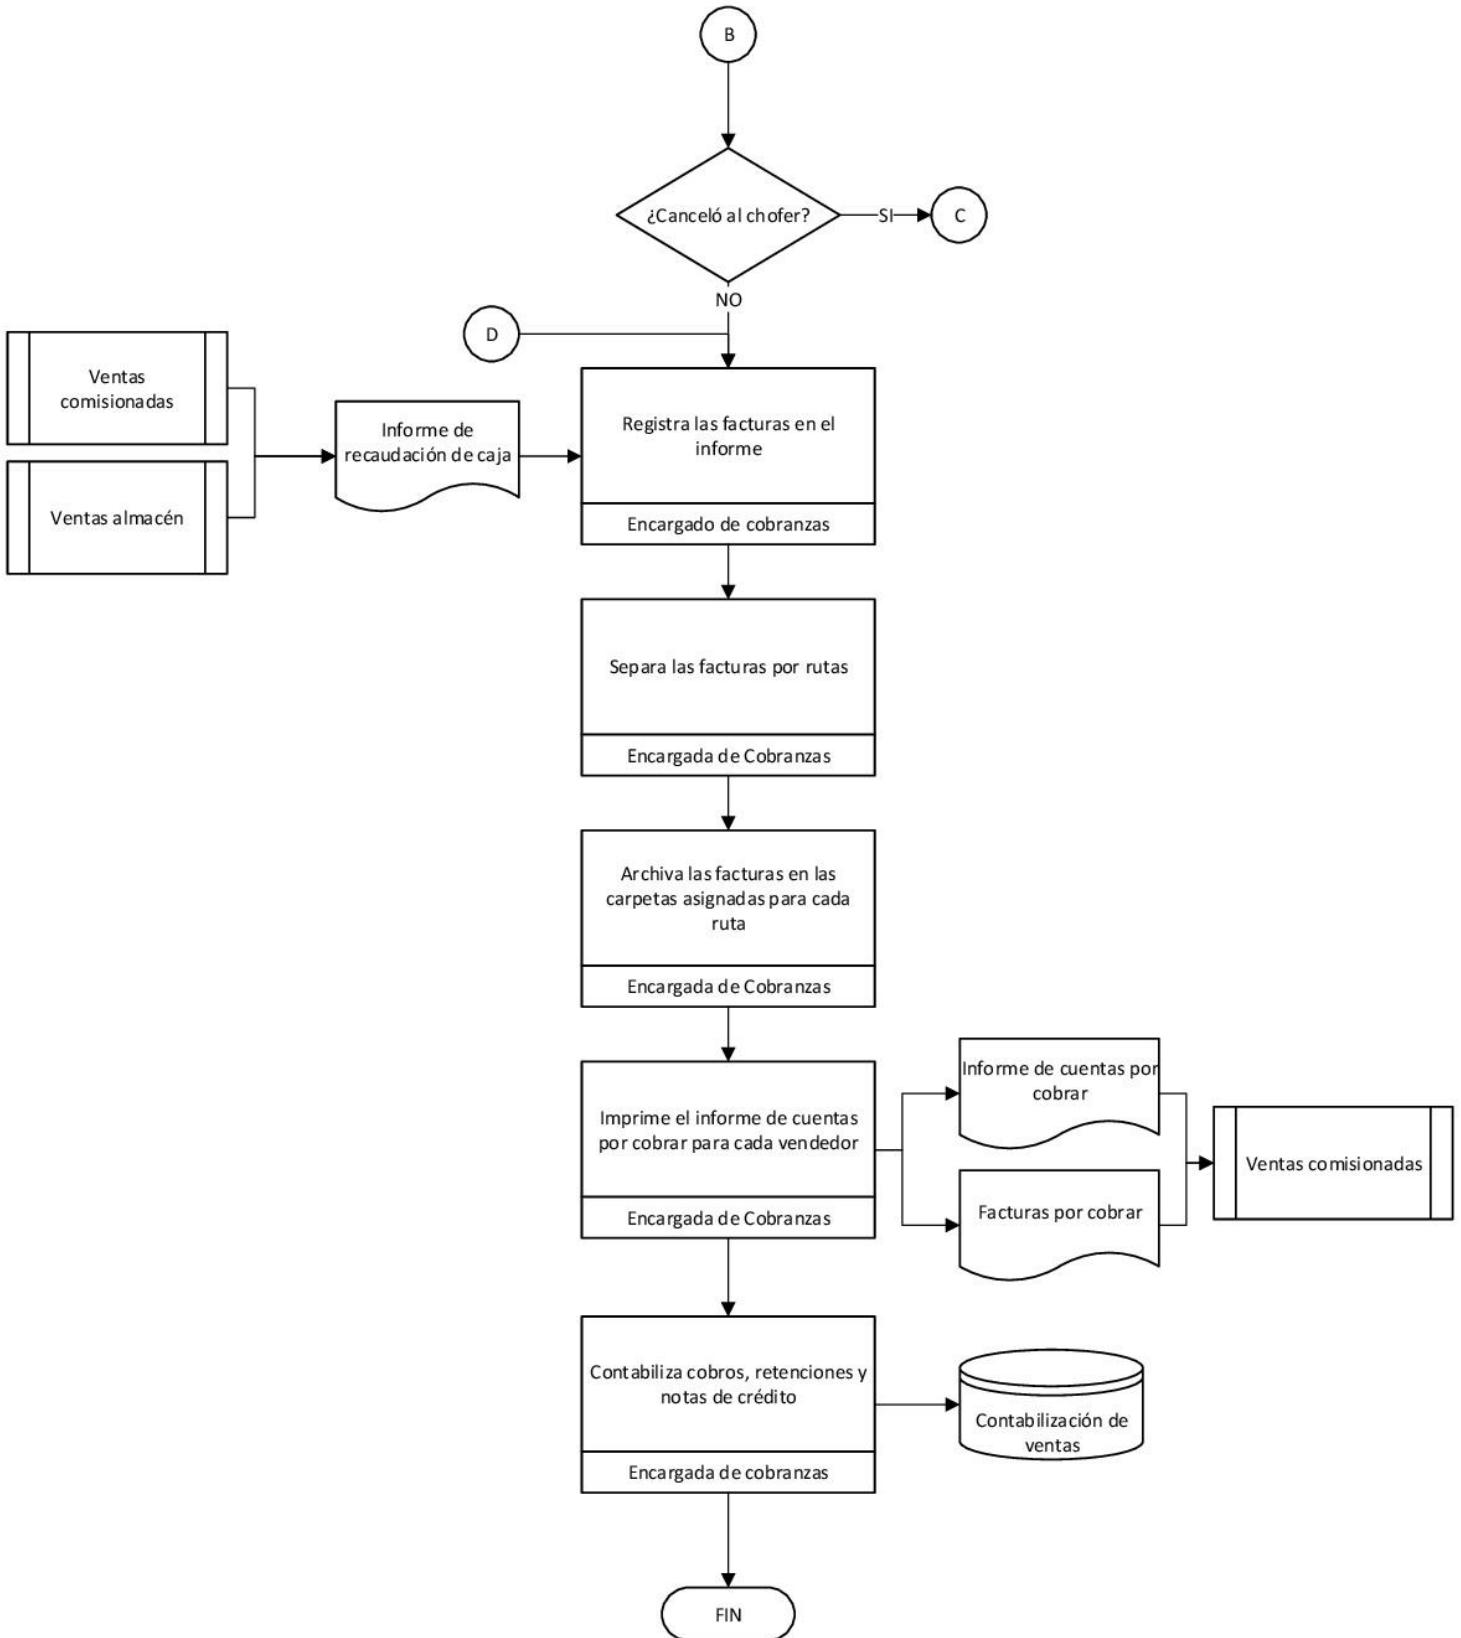 B
¿Canceló al chofer?
SI
C
NO
D
Ventas
comisionadas
Ventas almacén
Informe de
recaudación de caja
Registra las facturas en el
informe
Encargado de cobranzas
Separa las facturas por rutas
Encargada de Cobranzas
Archiva las facturas en las
carpetas asignadas para cada
ruta
Encargada de Cobranzas
Imprime el informe de cuentas
por cobrar para cada vendedor
Encargada de Cobranzas
Informe de cuentas por
cobrar
Facturas por cobrar
Ventas comisionadas
Contabiliza cobros, retenciones y
notas de crédito
Encargada de cobranzas
Contabilización de
ventas
FIN